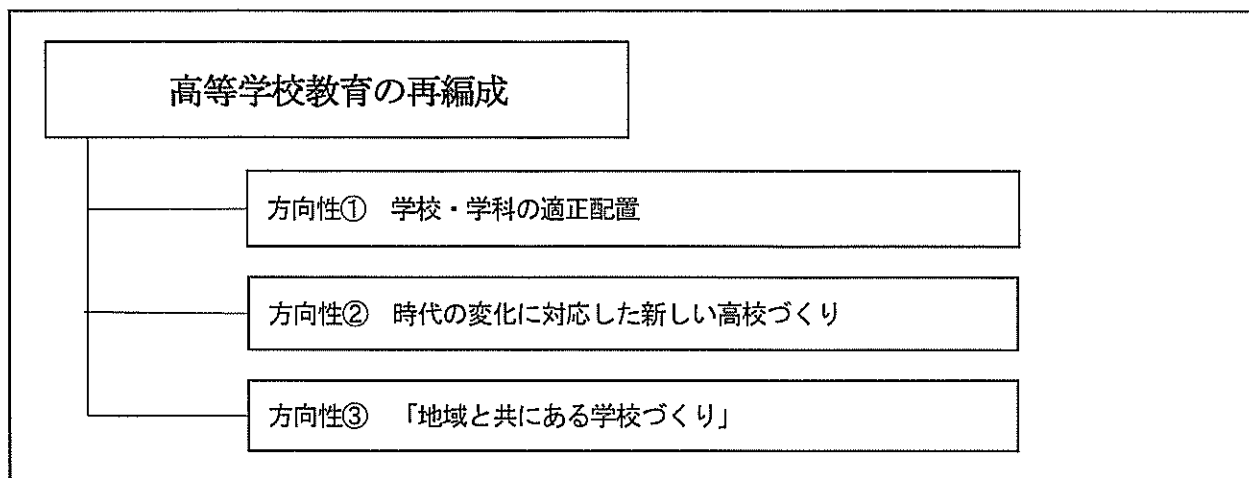 高等学校教育の再編成
方向性① 学校・学科の適正配置
方向性② 時代の変化に対応した新しい高校づくり
方向性③ 「地域と共にある学校づくり」